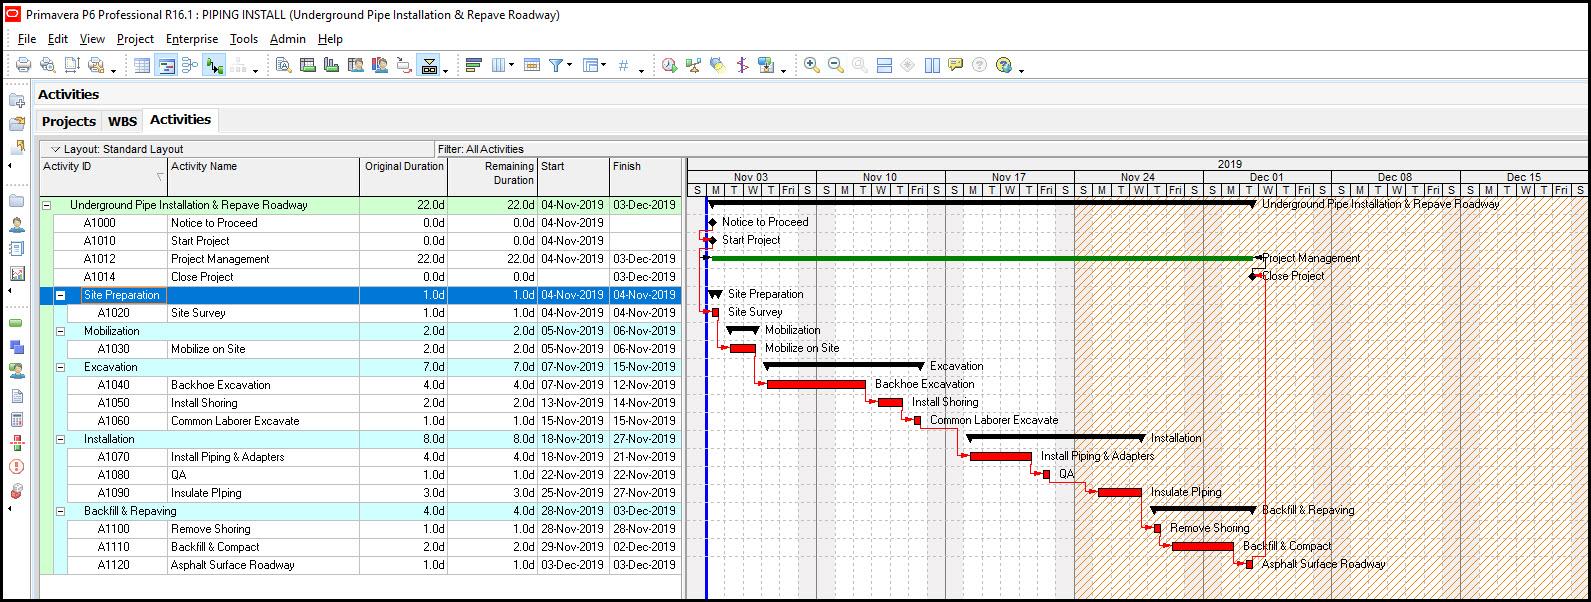 Primavera P6 Professional R16.1 : PIPING INSTALL (Underground Pipe Installation & Repave Roadway)
File Edit View Project Enterprise Tools Admin Help
Activities
Projects WBS Activities
Layout: Standard Layout Filter: All Activities
Activity ID Activity Name Original Duration Remaining Duration Start Finish 2019
Nov 03 Nov 10 Nov 17 Nov 24 Dec 01 Dec 08 Dec 15
S M T W T Fri S S M T W T Fri S S M T W T Fri S S M T W T Fri S S M T W T Fri S S M T W T Fri S S M T W T Fri S
Underground Pipe Installation & Repave Roadway 22.0d 22.0d 04-Nov-2019 03-Dec-2019 Underground Pipe Installation & Repave Roadway
A1000 Notice to Proceed 0.0d 0.0d 04-Nov-2019 Notice to Proceed
A1010 Start Project 0.0d 0.0d 04-Nov-2019 Start Project
A1012 Project Management 22.0d 22.0d 04-Nov-2019 03-Dec-2019 Project Management
A1014 Close Project 0.0d 0.0d 03-Dec-2019 Close Project
Site Preparation 1.0d 1.0d 04-Nov-2019 04-Nov-2019 Site Preparation
A1020 Site Survey 1.0d 1.0d 04-Nov-2019 04-Nov-2019 Site Survey
Mobilization 2.0d 2.0d 05-Nov-2019 06-Nov-2019 Mobilization
A1030 Mobilize on Site 2.0d 2.0d 05-Nov-2019 06-Nov-2019 Mobilize on Site
Excavation 7.0d 7.0d 07-Nov-2019 15-Nov-2019 Excavation
A1040 Backhoe Excavation 4.0d 4.0d 07-Nov-2019 12-Nov-2019 Backhoe Excavation
A1050 Install Shoring 2.0d 2.0d 13-Nov-2019 14-Nov-2019 Install Shoring
A1060 Common Laborer Excavate 1.0d 1.0d 15-Nov-2019 15-Nov-2019 Common Laborer Excavate
Installation 8.0d 8.0d 18-Nov-2019 27-Nov-2019 Installation
A1070 Install Piping & Adapters 4.0d 4.0d 18-Nov-2019 21-Nov-2019 Install Piping & Adapters
A1080 QA 1.0d 1.0d 22-Nov-2019 22-Nov-2019 QA
A1090 Insulate PIping 3.0d 3.0d 25-Nov-2019 27-Nov-2019 Insulate PIping
Backfill & Repaving 4.0d 4.0d 28-Nov-2019 03-Dec-2019 Backfill & Repaving
A1100 Remove Shoring 1.0d 1.0d 28-Nov-2019 28-Nov-2019 Remove Shoring
A1110 Backfill & Compact 2.0d 2.0d 29-Nov-2019 02-Dec-2019 Backfill & Compact
A1120 Asphalt Surface Roadway 1.0d 1.0d 03-Dec-2019 03-Dec-2019 Asphalt Surface Roadway